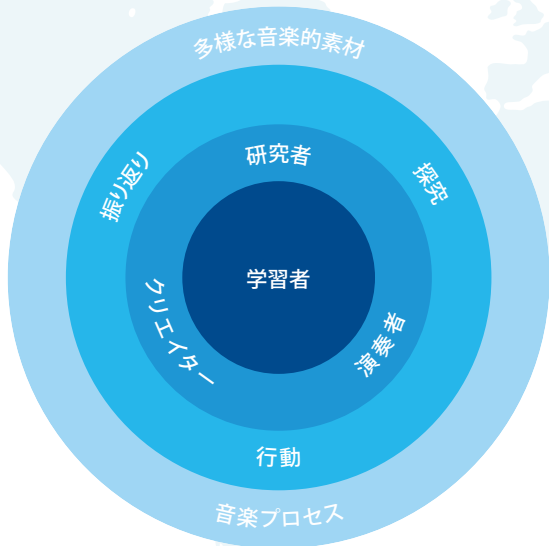 多様な音楽的素材
研究者
振り返り
探究
学習者
クリエイター
演奏者
行動
音楽プロセス